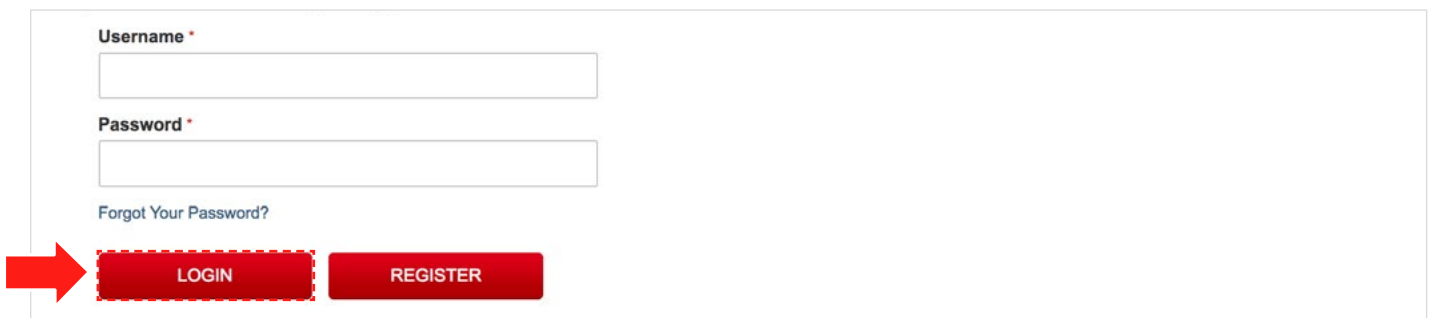 Username *
Password *
Forgot Your Password?
LOGIN REGISTER